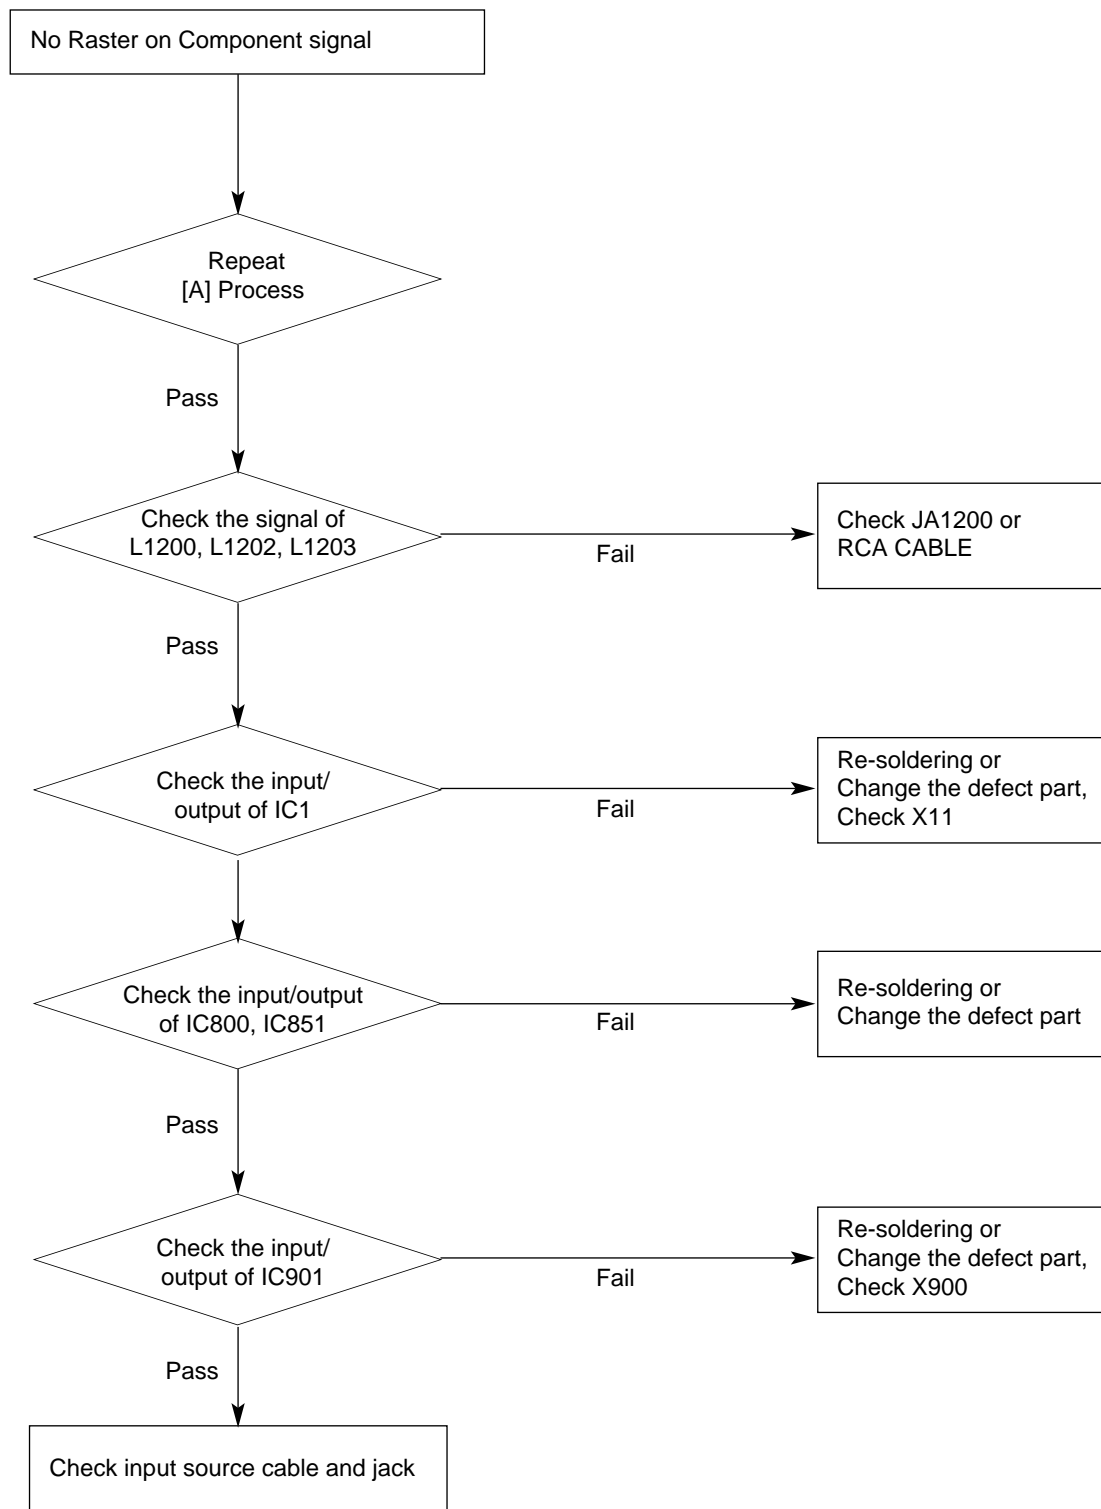 No Raster on Component signal
Repeat
[A] Process
Pass
Check the signal of
L1200, L1202, L1203
Fail
Check JA1200 or
RCA CABLE
Pass
Check the input/
output of IC1
Fail
Re-soldering or
Change the defect part,
Check X11
Check the input/output
of IC800, IC851
Fail
Re-soldering or
Change the defect part
Pass
Check the input/
output of IC901
Fail
Re-soldering or
Change the defect part,
Check X900
Pass
Check input source cable and jack